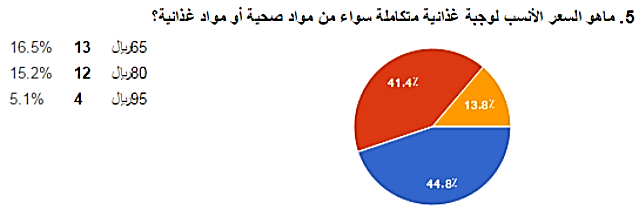 5. ماهو السعر الأنسب لوجبة غذائية متكاملة سواء من مواد صحية أو مواد غذائية؟
65ريال 13 16.5%
80ريال 12 15.2%
95ريال 4 5.1%
41.4٪
13.8٪
44.8٪